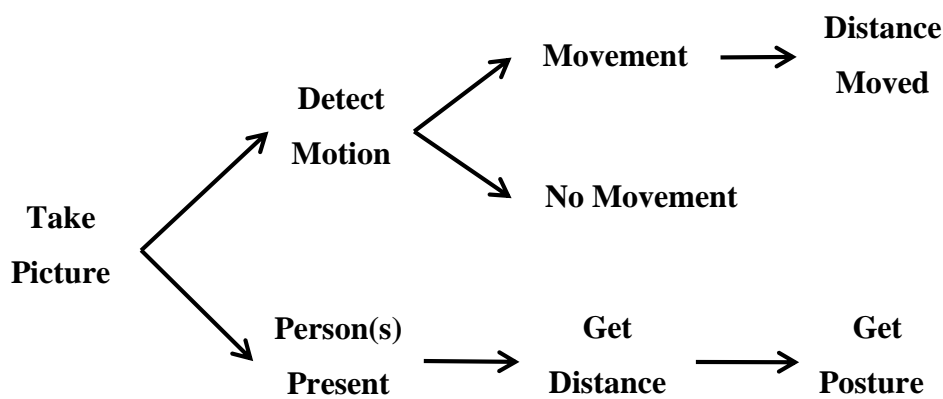 Take
Picture
Detect
Motion
Movement
Distance
Moved
No Movement
Person(s)
Present
Get
Distance
Get
Posture